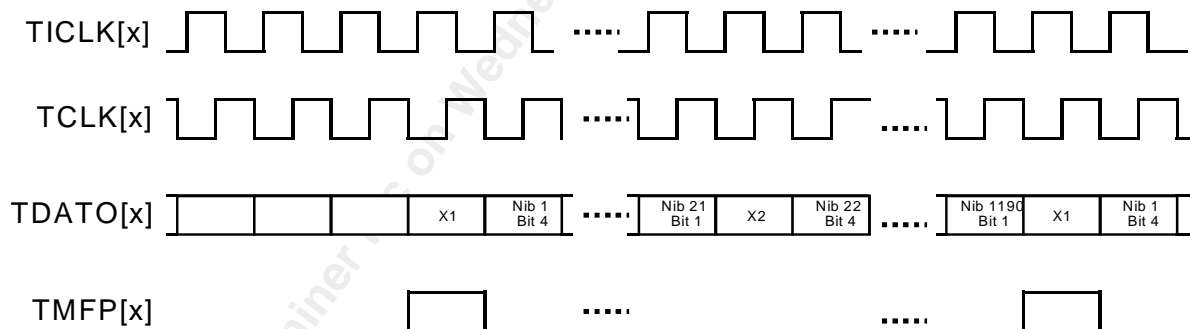 TICLK[x]
TCLK[x]
TDATO[x]
X1
Nib 1
Bit 4
Nib 21
Bit 1
X2
Nib 22
Bit 4
Nib 1190
Bit 1
X1
Nib 1
Bit 4
TMFP[x]